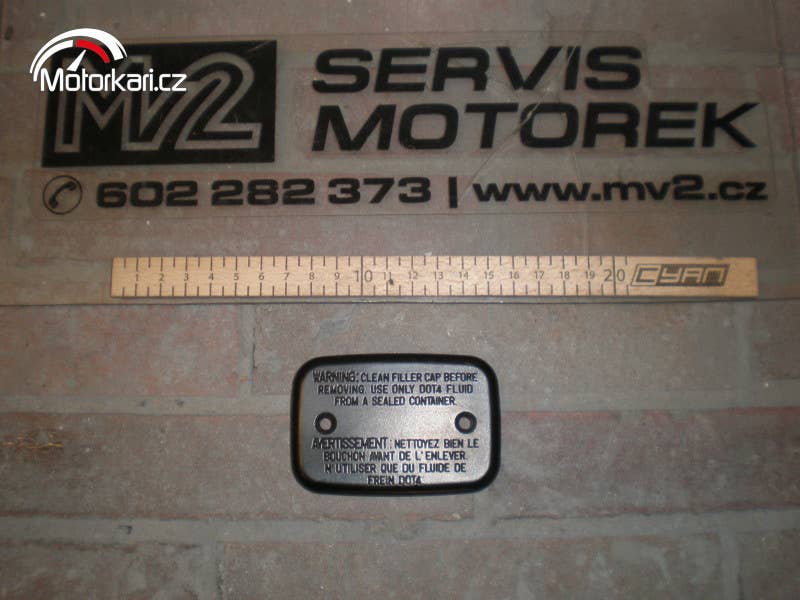 Motorkari.cz
MV2
SERVIS
MOTOREK
602 282 373 | www.mv2.cz
1 2 3 4 5 6 7 8 9 10 11 12 13 14 15 16 17 18 19 20 CYAN
WARNING: CLEAN FILLER CAP BEFORE
REMOVING. USE ONLY DOT4 FLUID
FROM A SEALED CONTAINER.
AVERTISSEMENT: NETTOYEZ BIEN LE
BOUCHON AVANT DE L'ENLEVER.
N'UTILISER QUE DU FLUIDE DE
FREIN DOT4.